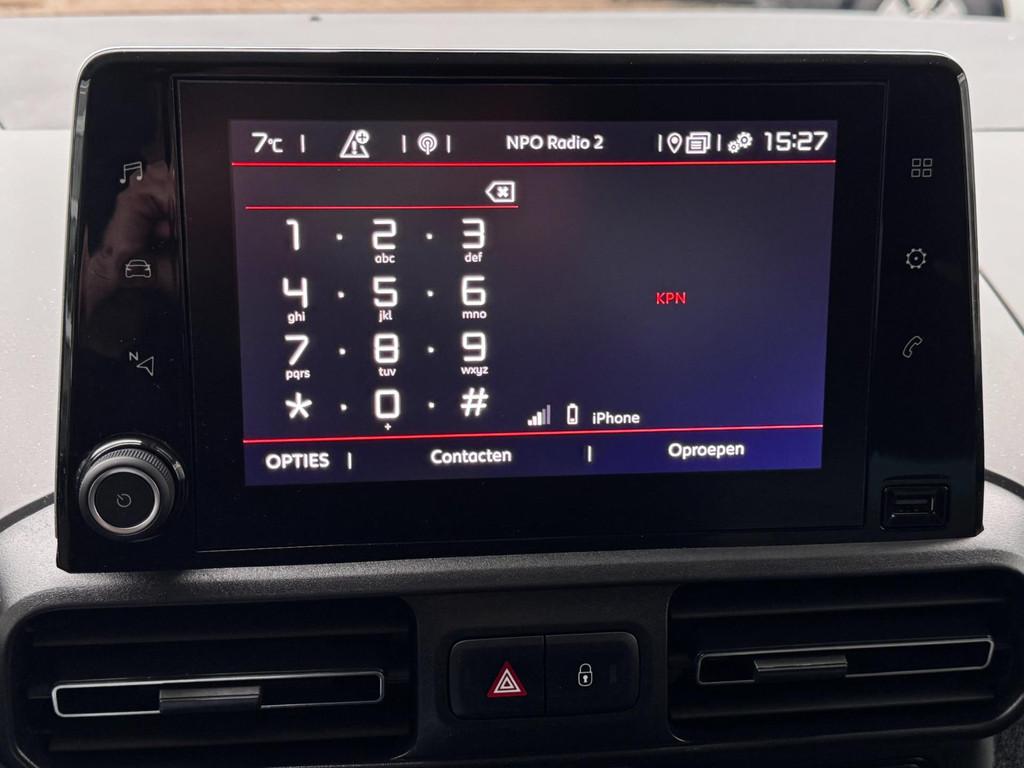 7°C NPO Radio 2 15:27
1 · 2 · 3
abc def
4 · 5 · 6
ghi jkl mno
KPN
7 · 8 · 9
pqrs tuv wxyz
* · 0 · #
+
iPhone
OPTIES Contacten Oproepen
N